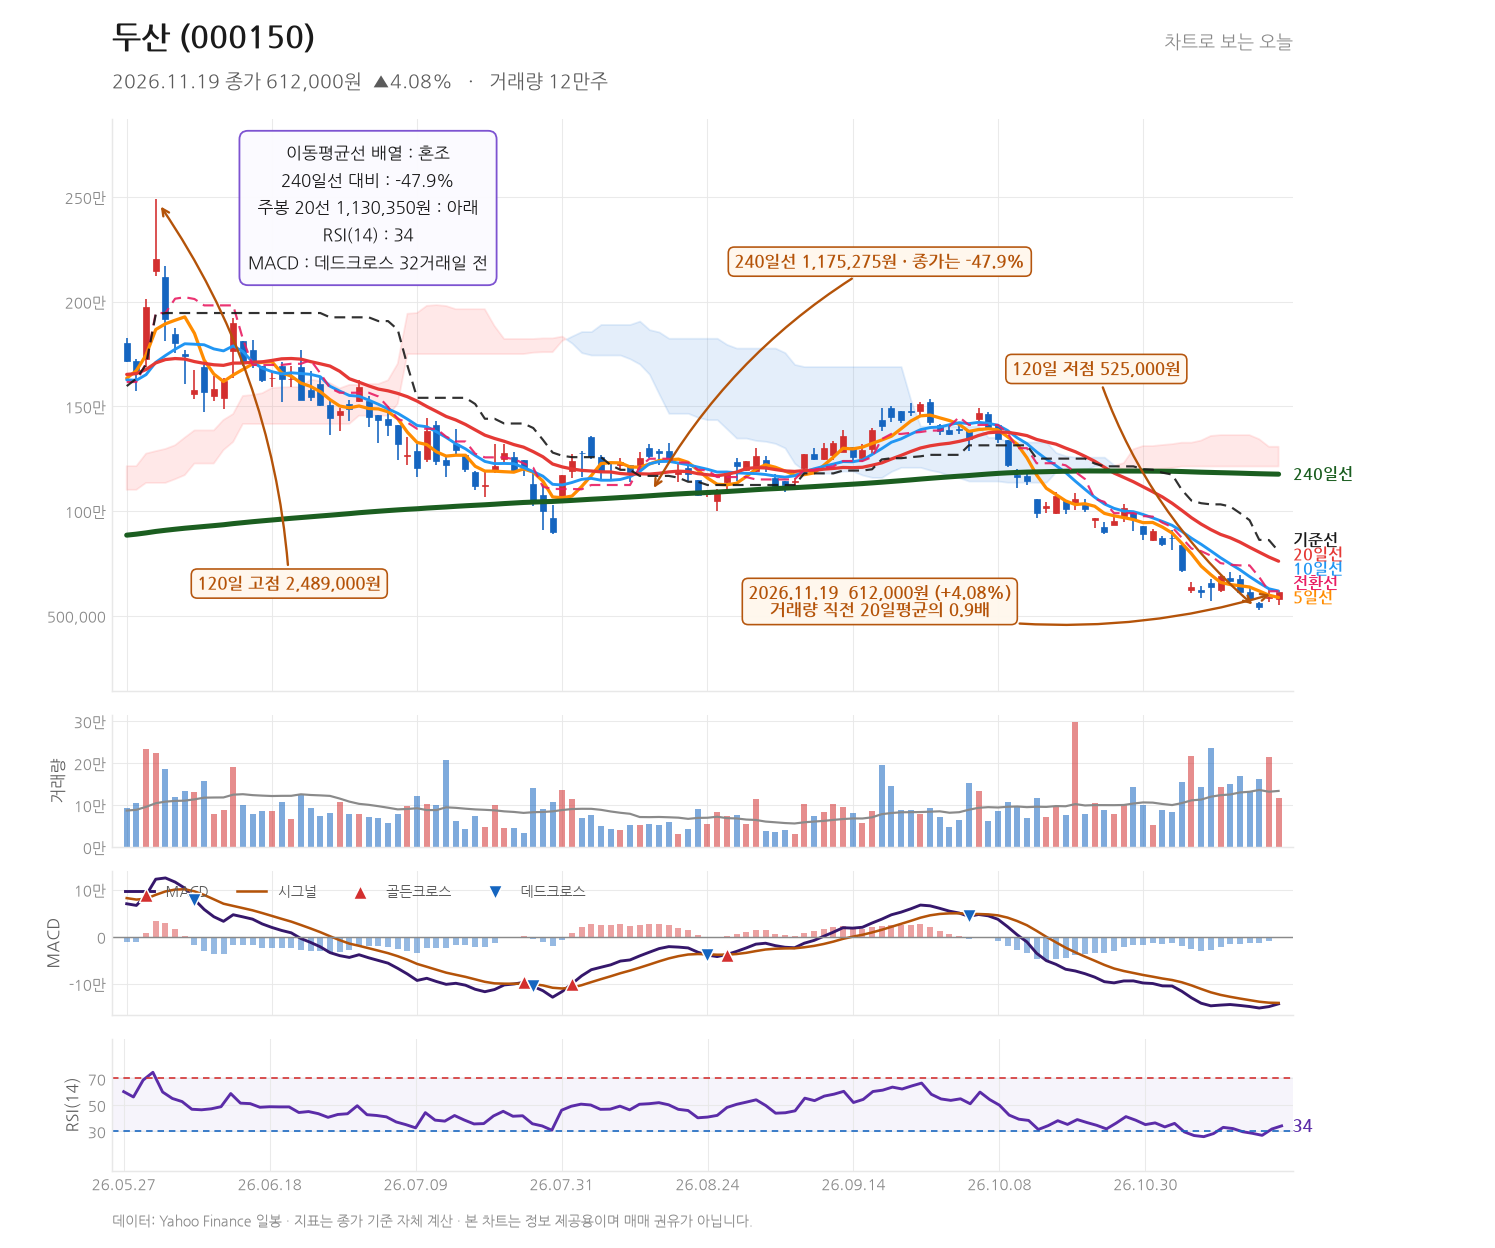 두산 (000150)
차트로 보는 오늘
2026.11.19 종가 612,000원 ▲4.08% · 거래량 12만주
이동평균선 배열 : 혼조
240일선 대비 : -47.9%
주봉 20선 1,130,350원 : 아래
RSI(14) : 34
MACD : 데드크로스 32거래일 전
240일선 1,175,275원 · 종가는 -47.9%
120일 저점 525,000원
120일 고점 2,489,000원
2026.11.19 612,000원 (+4.08%)
거래량 직전 20일평균의 0.9배
250만
200만
150만
100만
500,000
240일선
기준선
20일선
10일선
전환선
5일선
거래량
30만
20만
10만
0만
MACD
10만
0
-10만
MACD 시그널 골든크로스 데드크로스
RSI(14)
70
50
30
34
26.05.27 26.06.18 26.07.09 26.07.31 26.08.24 26.09.14 26.10.08 26.10.30
데이터: Yahoo Finance 일봉 · 지표는 종가 기준 자체 계산 · 본 차트는 정보 제공용이며 매매 권유가 아닙니다.